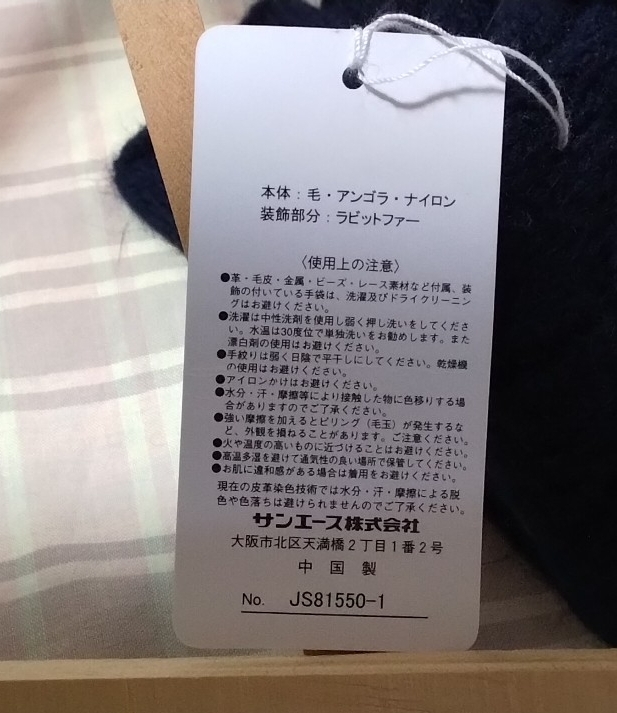 本体：毛・アンゴラ・ナイロン
装飾部分：ラビットファー
〈使用上の注意〉
●革・毛皮・金属・ビーズ・レース素材など付属、装
飾の付いている手袋は、洗濯及びドライクリーニン
グはお避けください。
●洗濯は中性洗剤を使用し弱く押し洗いをしてくださ
い。水温は30度位で単独洗いをお勧めします。また
漂白剤の使用はお避けください。
●手絞りは弱く日陰で平干しにしてください。乾燥機
の使用はお避けください。
●アイロンかけはお避けください。
●水分・汗・摩擦等により接触した物に色移りする場
合がありますのでご了承ください。
●強い摩擦を加えるとピリング（毛玉）が発生するな
ど、外観を損ねることがあります。ご注意ください。
●火や温度の高いものに近づけることはお避けください。
●高温多湿を避けて通気性の良い場所で保管してください。
●お肌に違和感がある場合は着用をお避けください。
現在の皮革染色技術では水分・汗・摩擦による脱
色や色落ちは避けられませんのでご了承ください。
サンエース株式会社
大阪市北区天満橋2丁目1番2号
中国製
No. JS81550-1